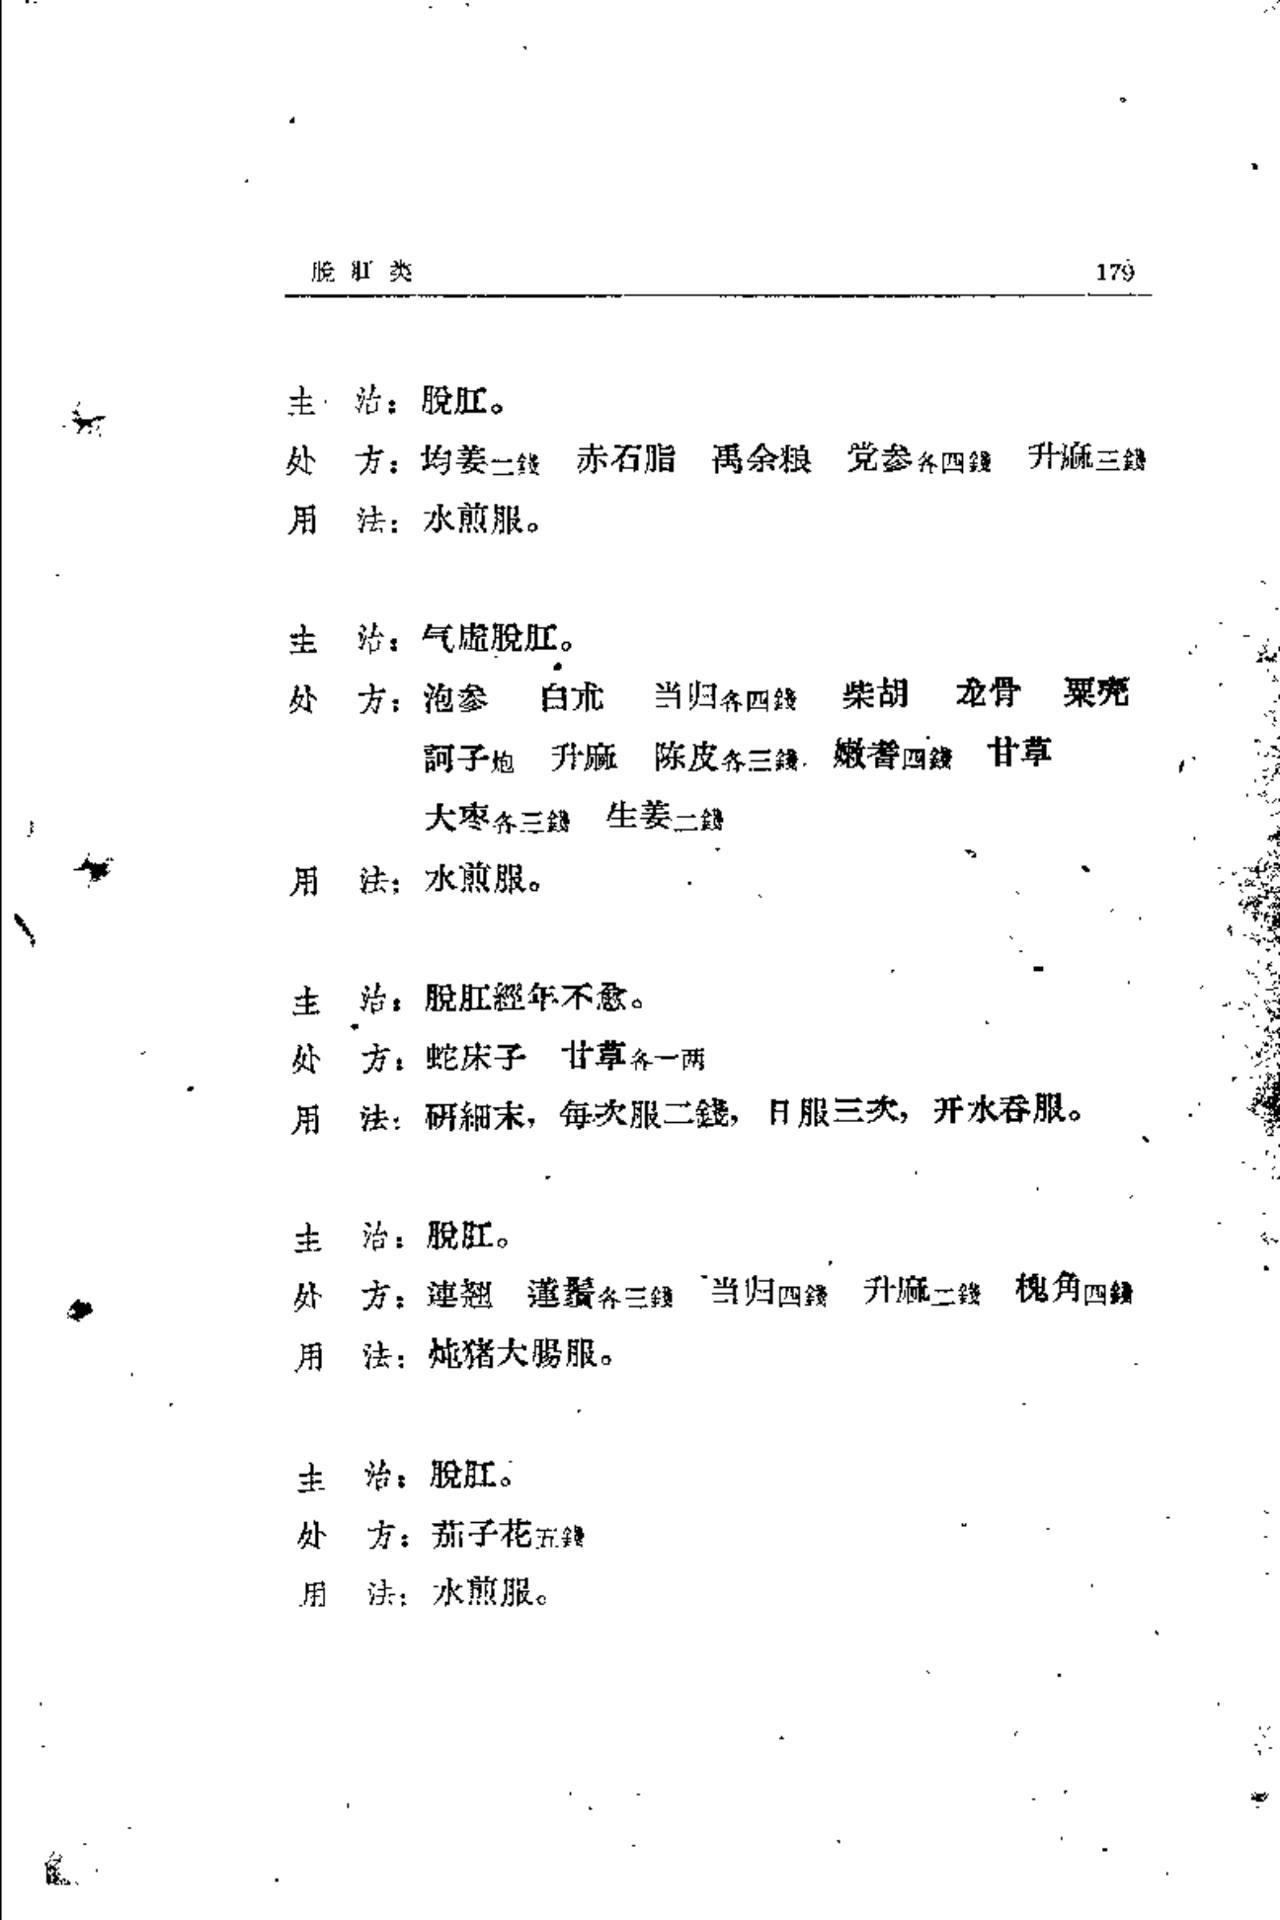 脫肛类 179
主 治：脫肛。
处 方：均姜二錢 赤石脂 禹余粮 党参各四錢 升麻三錢
用 法：水煎服。
主 治：气虛脫肛。
处 方：泡参 白朮 当归各四錢 柴胡 龙骨 粟壳
訶子炮 升麻 陈皮各三錢 嫩耆四錢 甘草
大枣各三錢 生姜二錢
用 法：水煎服。
主 治：脫肛經年不愈。
处 方：蛇床子 甘草各一两
用 法：研細末，每次服二錢，日服三次，开水吞服。
主 治：脫肛。
处 方：連翘 蓮鬚各三錢 当归四錢 升麻二錢 槐角四錢
用 法：炖猪大腸服。
主 治：脫肛。
处 方：茄子花五錢
用 法：水煎服。